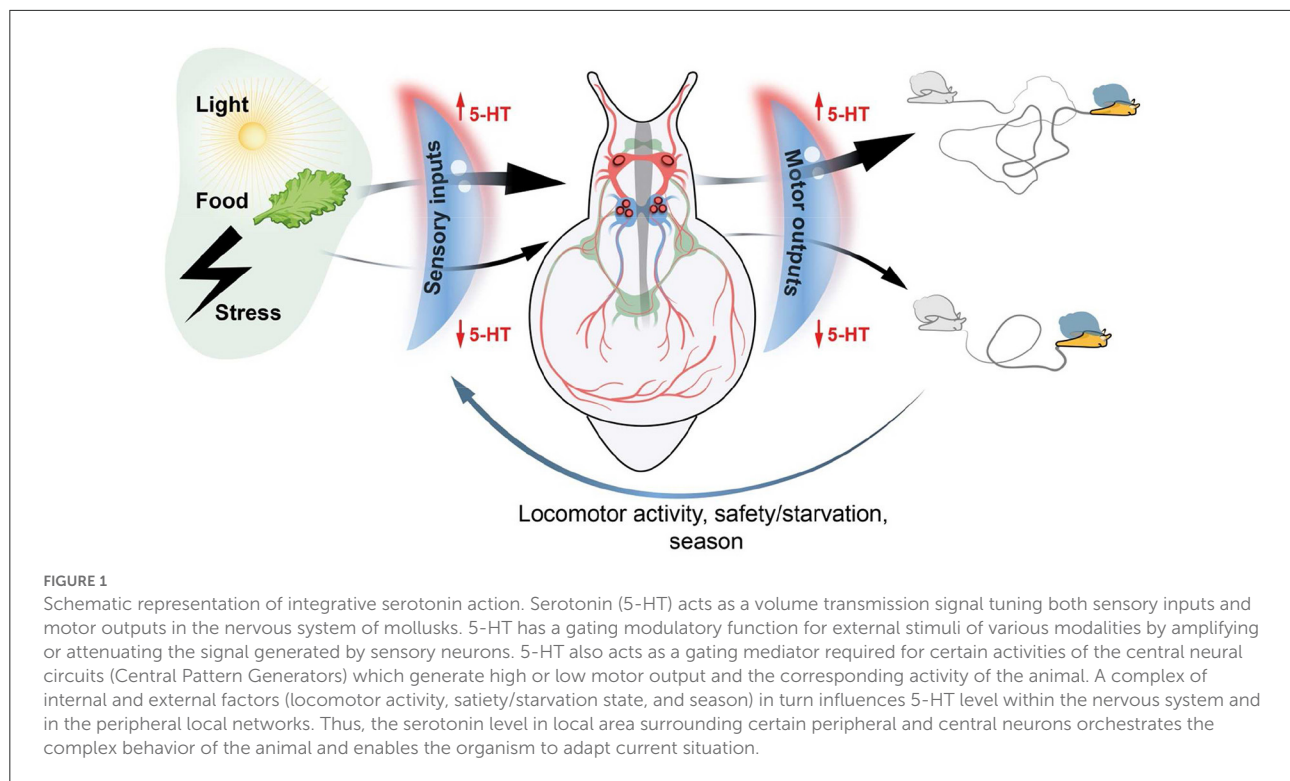 Light
Food
Stress
Sensory inputs
↑ 5-HT
↓ 5-HT
Motor outputs
↑ 5-HT
↓ 5-HT
Locomotor activity, safety/starvation,
season
FIGURE 1
Schematic representation of integrative serotonin action. Serotonin (5-HT) acts as a volume transmission signal tuning both sensory inputs and
motor outputs in the nervous system of mollusks. 5-HT has a gating modulatory function for external stimuli of various modalities by amplifying
or attenuating the signal generated by sensory neurons. 5-HT also acts as a gating mediator required for certain activities of the central neural
circuits (Central Pattern Generators) which generate high or low motor output and the corresponding activity of the animal. A complex of
internal and external factors (locomotor activity, satiety/starvation state, and season) in turn influences 5-HT level within the nervous system and
in the peripheral local networks. Thus, the serotonin level in local area surrounding certain peripheral and central neurons orchestrates the
complex behavior of the animal and enables the organism to adapt current situation.